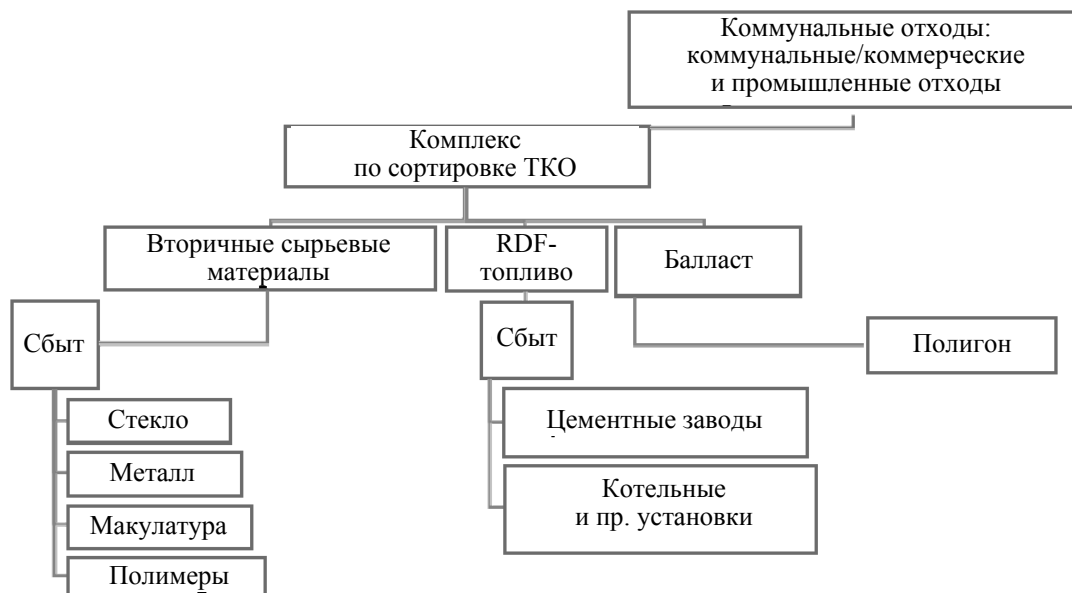 Коммунальные отходы:
коммунальные/коммерческие
и промышленные отходы
Комплекс
по сортировке ТКО
Вторичные сырьевые
материалы
RDF-
топливо
Балласт
Сбыт
Сбыт
Полигон
Стекло
Металл
Макулатура
Полимеры
Цементные заводы
Котельные
и пр. установки